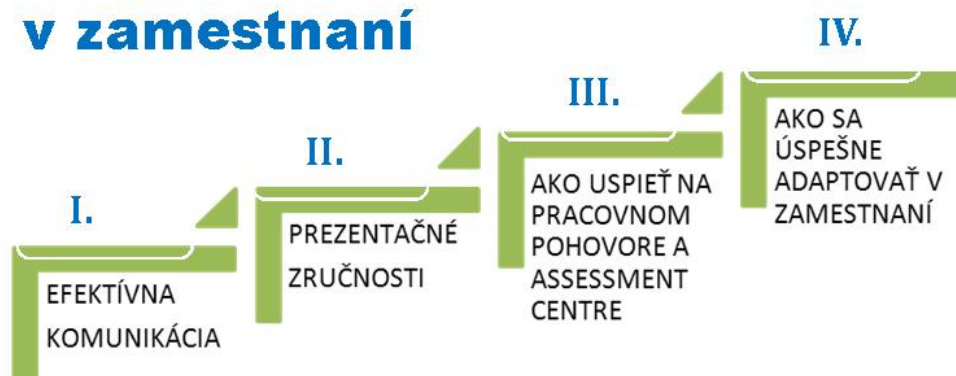 v zamestnaní
I.
EFEKTÍVNA
KOMUNIKÁCIA
II.
PREZENTAČNÉ
ZRUČNOSTI
III.
AKO USPIEŤ NA
PRACOVNOM
POHOVORE A
ASSESSMENT
CENTRE
IV.
AKO SA
ÚSPEŠNE
ADAPTOVAŤ V
ZAMESTNANÍ